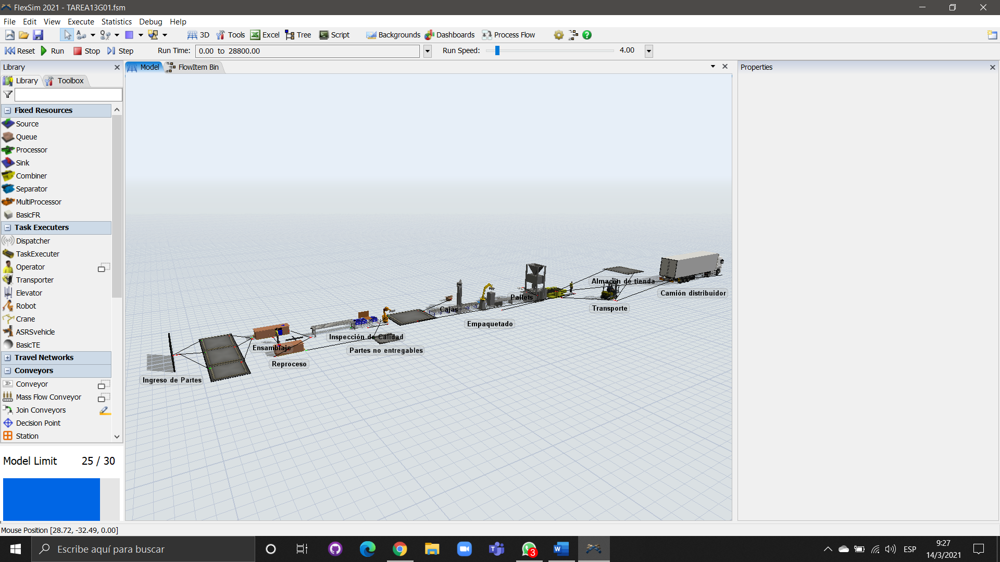 FlexSim 2021 - TAREA13G01.fsm
File Edit View Execute Statistics Debug Help
3D Tools Excel Tree Script Backgrounds Dashboards Process Flow
Reset Run Stop Step Run Time: 0.00 to 28800.00 Run Speed: 4.00
Library
Model FlowItem Bin
Properties
Library Toolbox
Fixed Resources
Source
Queue
Processor
Sink
Combiner
Separator
MultiProcessor
BasicFR
Task Executers
Dispatcher
TaskExecuter
Operator
Transporter
Elevator
Robot
Crane
ASRSvehicle
BasicTE
Travel Networks
Conveyors
Conveyor
Mass Flow Conveyor
Join Conveyors
Decision Point
Station
Almacén de tienda
Camión distribuidor
Pallets
Transporte
Cajas
Empaquetado
Inspección de Calidad
Ensamblaje
Partes no entregables
Reproceso
Ingreso de Partes
Model Limit 25 / 30
Mouse Position [28.72, -32.49, 0.00]
Escribe aquí para buscar
3
ESP
9:27
14/3/2021